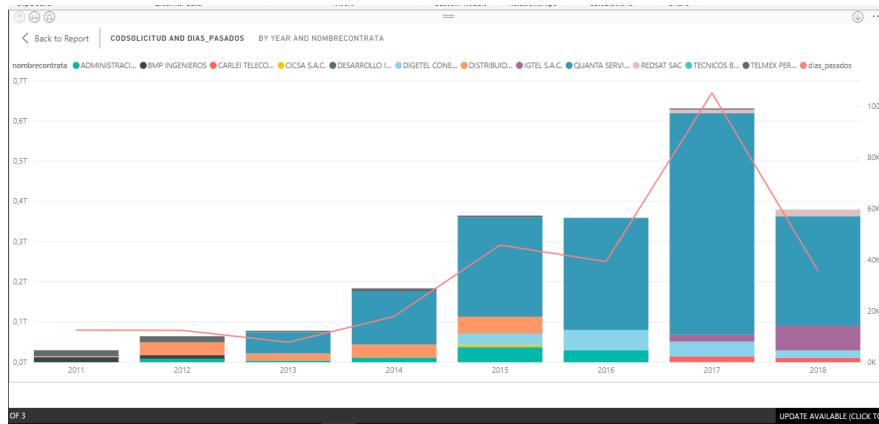 Back to Report CODSOLICITUD AND DIAS_PASADOS BY YEAR AND NOMBRECONTRATA
nombrecontrata ADMINISTRACI... BMP INGENIEROS CARLEI TELECO... CICSA S.A.C. DESARROLLO I... DIGETEL CONE... DISTRIBUID... IGTEL S.A.C. QUANTA SERVI... REDSAT SAC TECNICOS B... TELMEX PER... dias_pasados
0,7T
0,6T 100
0,5T 80K
0,4T 60K
0,3T
0,2T 40K
0,1T 20K
0,0T 0K
2011 2012 2013 2014 2015 2016 2017 2018
OF 3 UPDATE AVAILABLE (CLICK TO